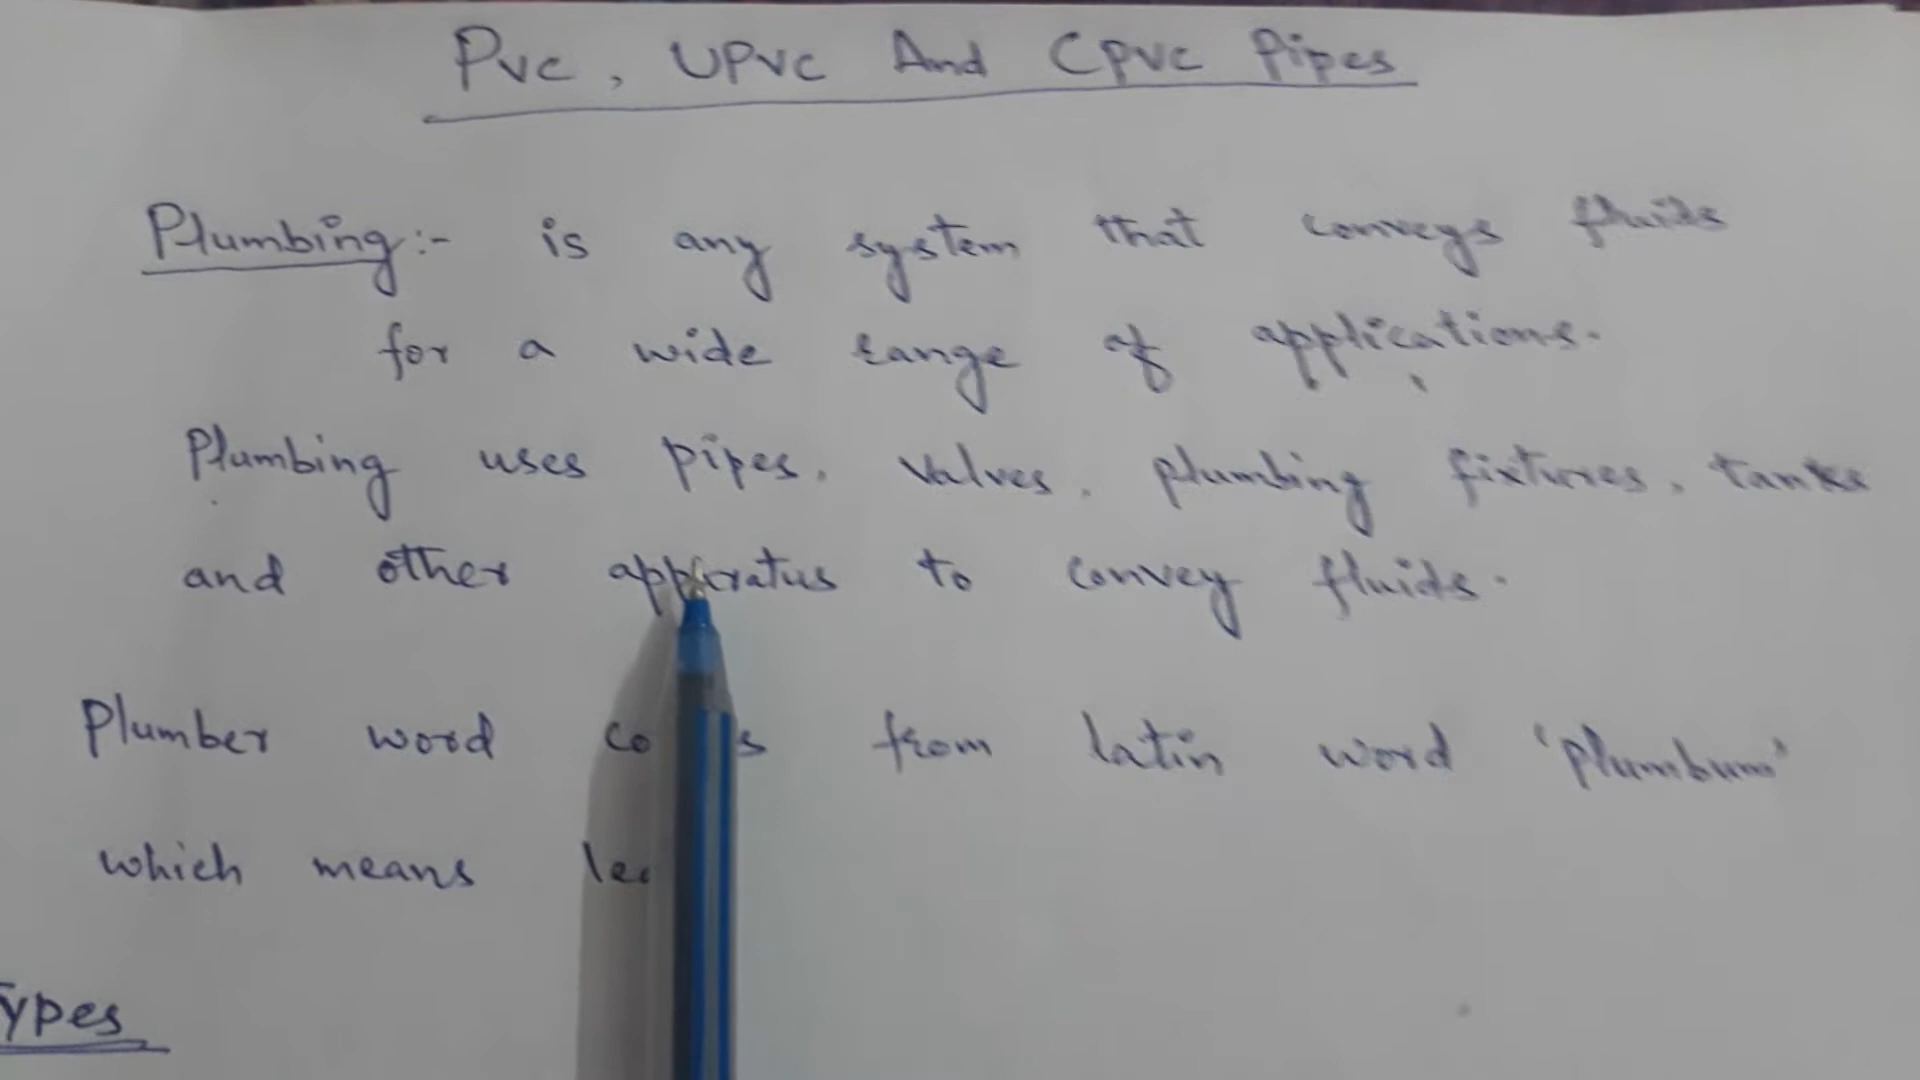 Pvc, UPVC And CPVC Pipes
Plumbing:- is any system that conveys fluids
for a wide range of applications.
Plumbing uses pipes, valves, plumbing fixtures, tanks
and other apparatus to convey fluids.
Plumber word from latin word 'plumbum'
which means
Types